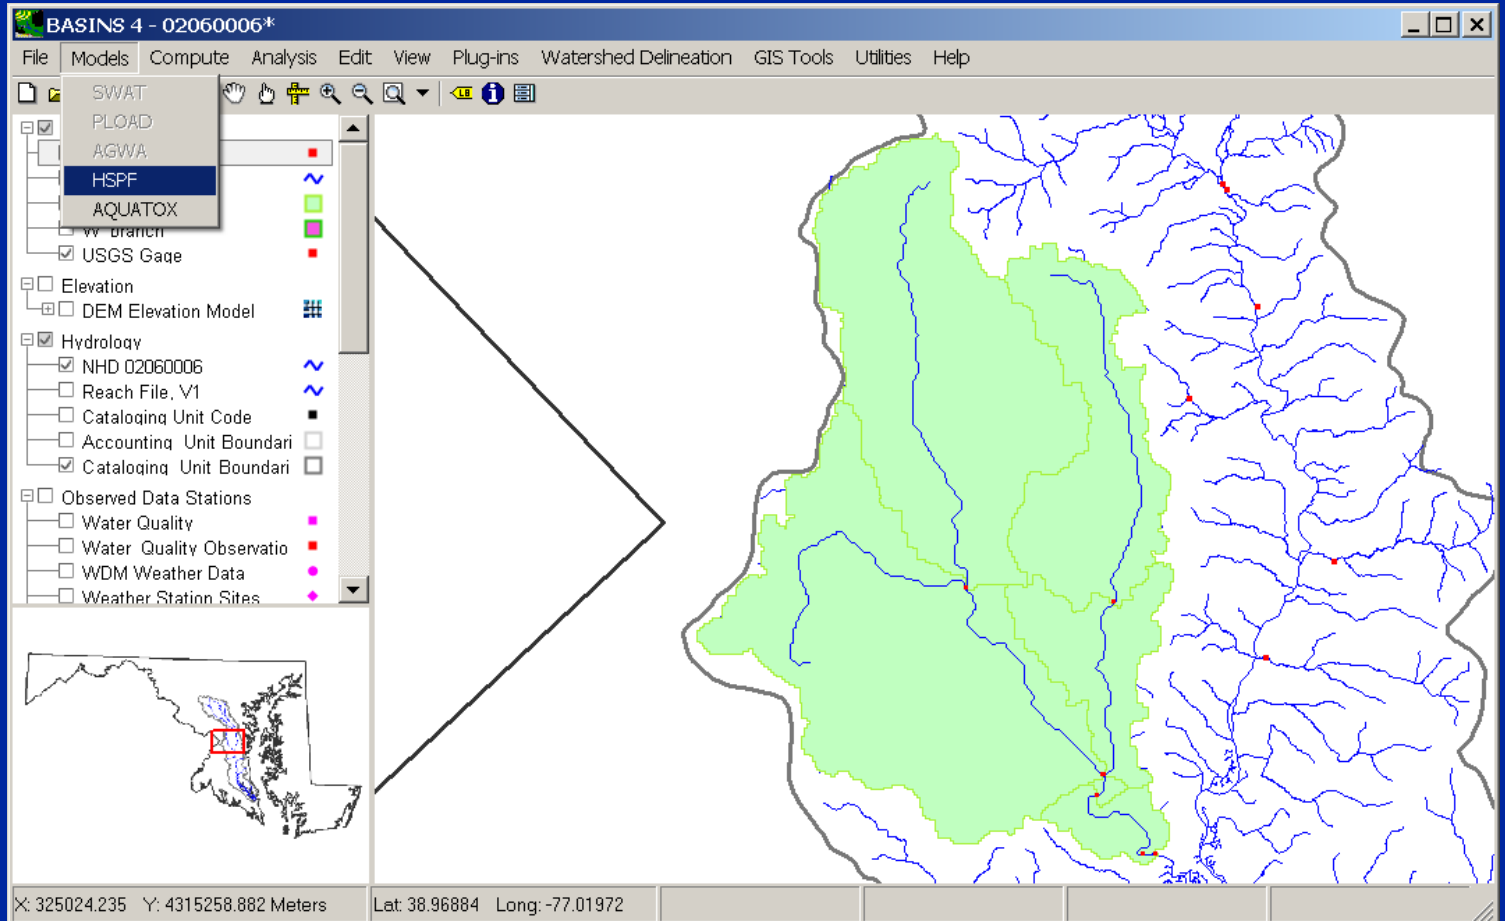 BASINS 4 - 02060006*
File Models Compute Analysis Edit View Plug-ins Watershed Delineation GIS Tools Utilities Help
SWAT
PLOAD
AGWA
HSPF
AQUATOX
W_branch
USGS Gage
Elevation
DEM Elevation Model
Hydrology
NHD 02060006
Reach File, V1
Cataloging Unit Code
Accounting Unit Boundari
Cataloging Unit Boundari
Observed Data Stations
Water Quality
Water Quality Observatio
WDM Weather Data
Weather Station Sites
X: 325024.235 Y: 4315258.882 Meters Lat: 38.96884 Long: -77.01972